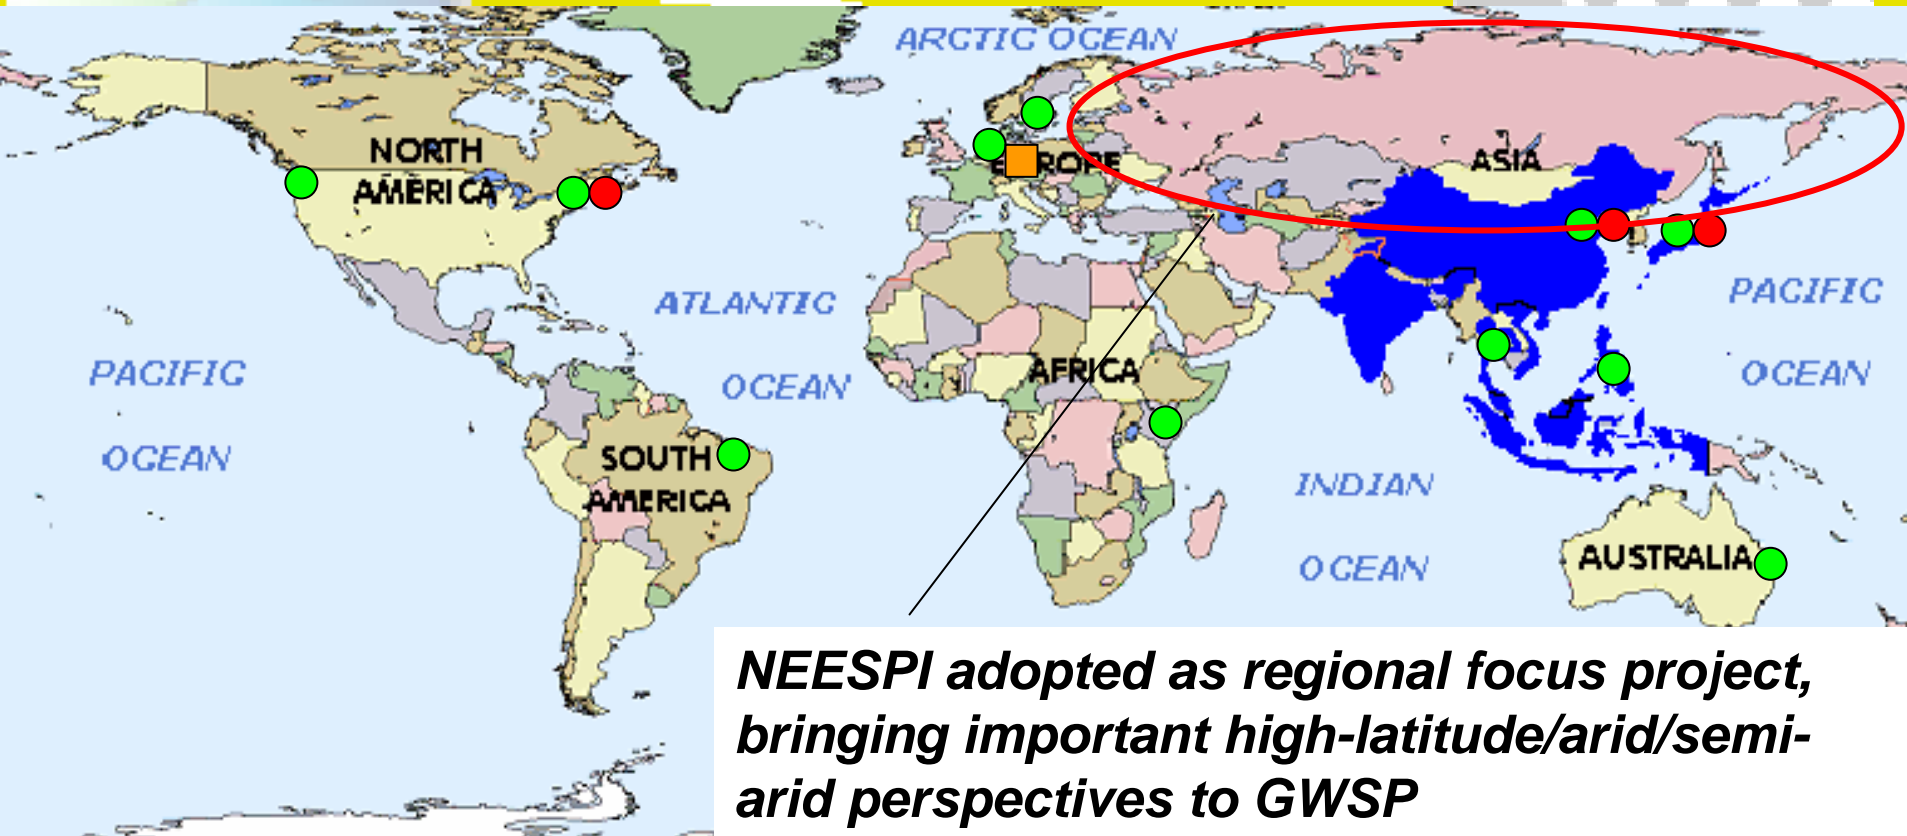 ARCTIC OCEAN
NORTH
AMERICA
EUROPE
ASIA
ATLANTIC
OCEAN
PACIFIC
OCEAN
PACIFIC
OCEAN
AFRICA
SOUTH
AMERICA
INDIAN
OCEAN
AUSTRALIA
NEESPI adopted as regional focus project,
bringing important high-latitude/arid/semi-
arid perspectives to GWSP